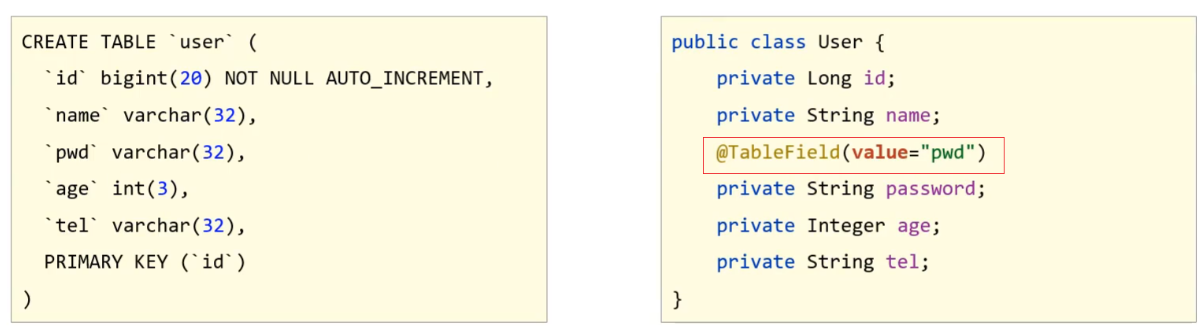 CREATE TABLE `user` (
  `id` bigint(20) NOT NULL AUTO_INCREMENT,
  `name` varchar(32),
  `pwd` varchar(32),
  `age` int(3),
  `tel` varchar(32),
  PRIMARY KEY (`id`)
)
public class User {
    private Long id;
    private String name;
    @TableField(value="pwd")
    private String password;
    private Integer age;
    private String tel;
}